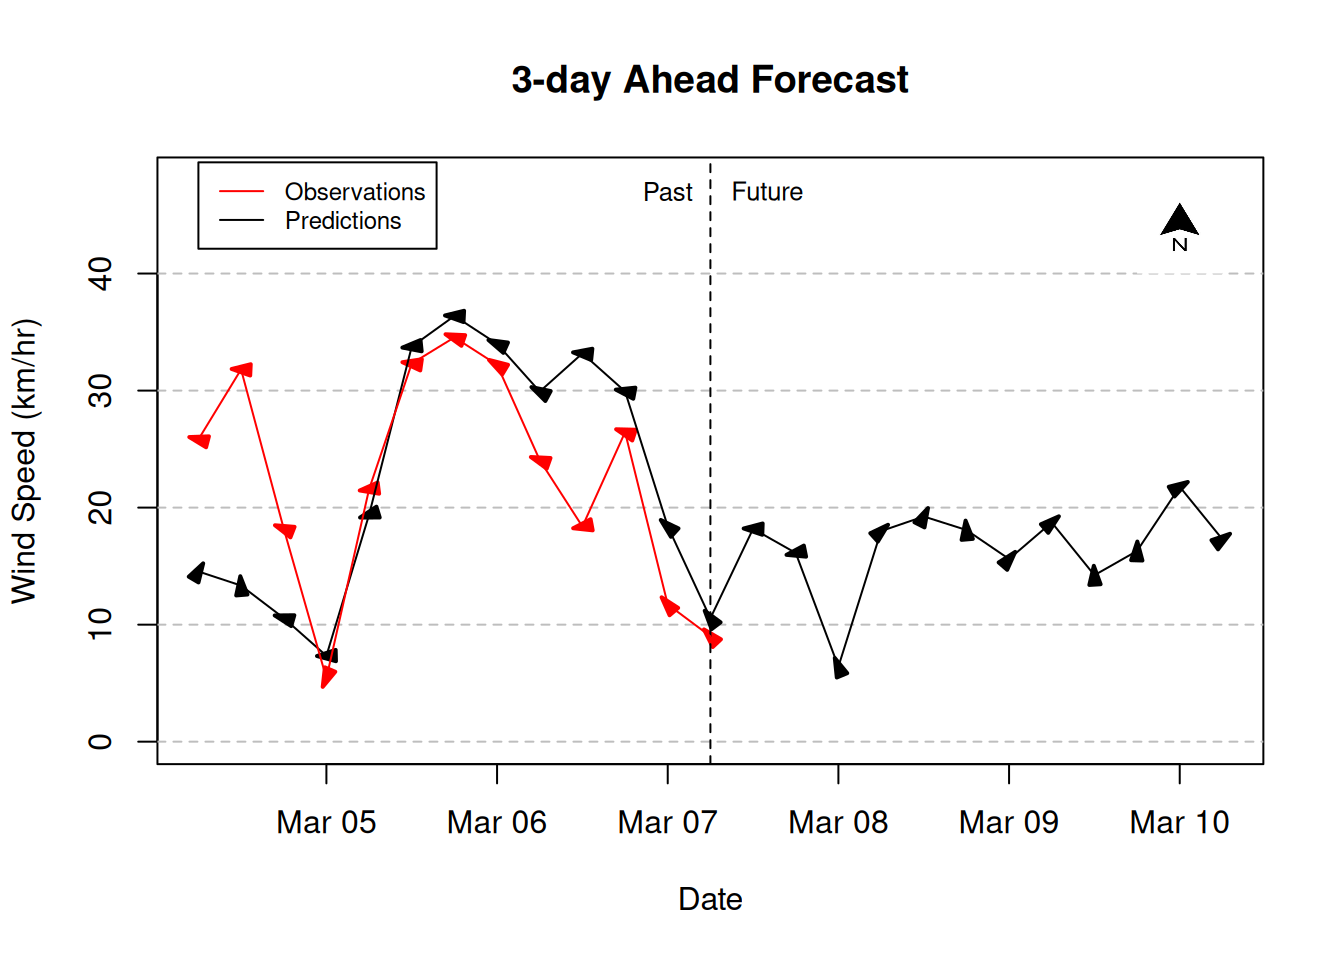 3-day Ahead Forecast
Observations
Predictions
Past
Future
N
Wind Speed (km/hr)
40
30
20
10
0
Mar 05
Mar 06
Mar 07
Mar 08
Mar 09
Mar 10
Date